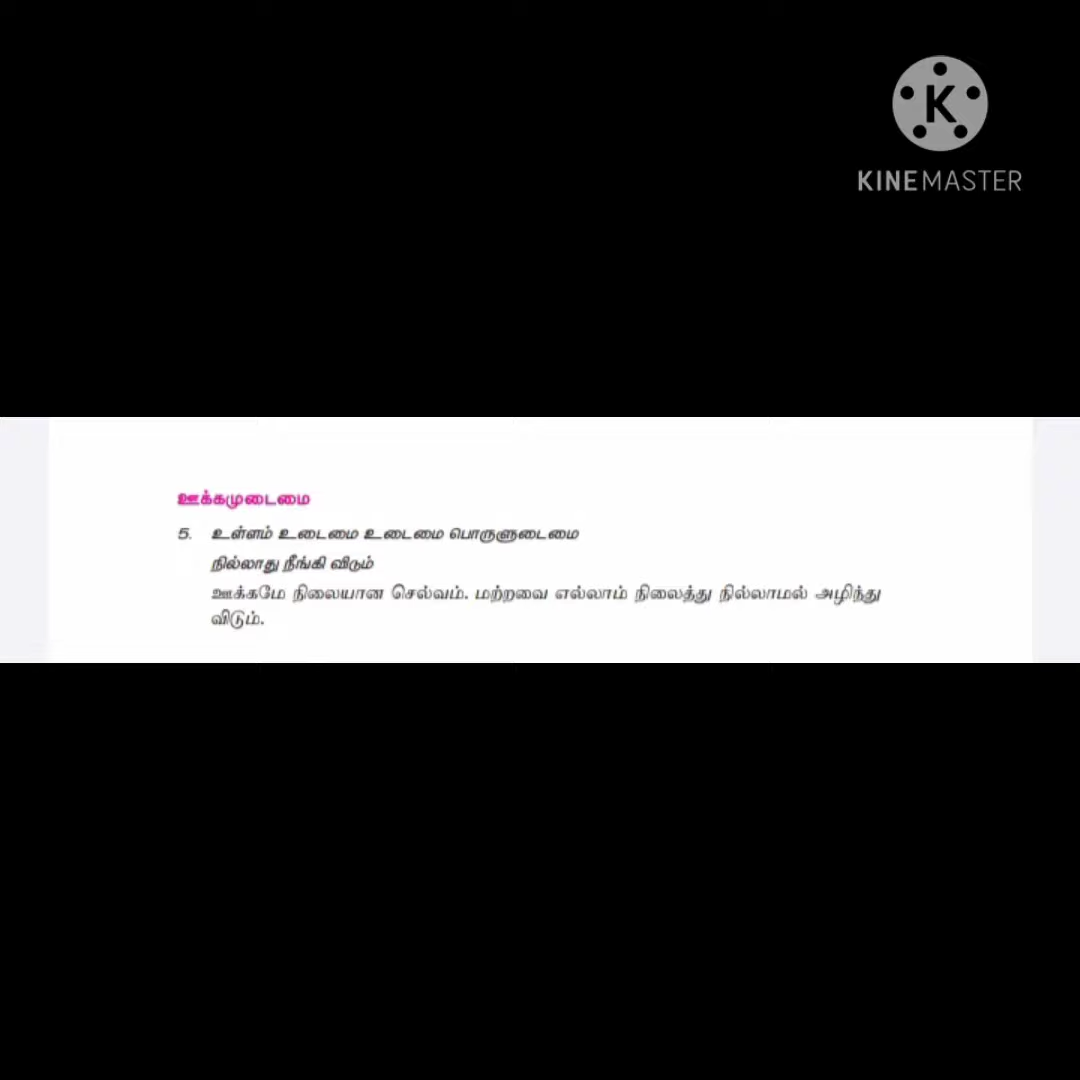 K
KINEMASTER
ஊக்கமுடைமை
5. உள்ளம் உடைமை உடைமை பொருளுடைமை
நில்லாது நீங்கி விடும்
ஊக்கமே நிலையான செல்வம். மற்றவை எல்லாம் நிலைத்து நில்லாமல் அழிந்து
விடும்.